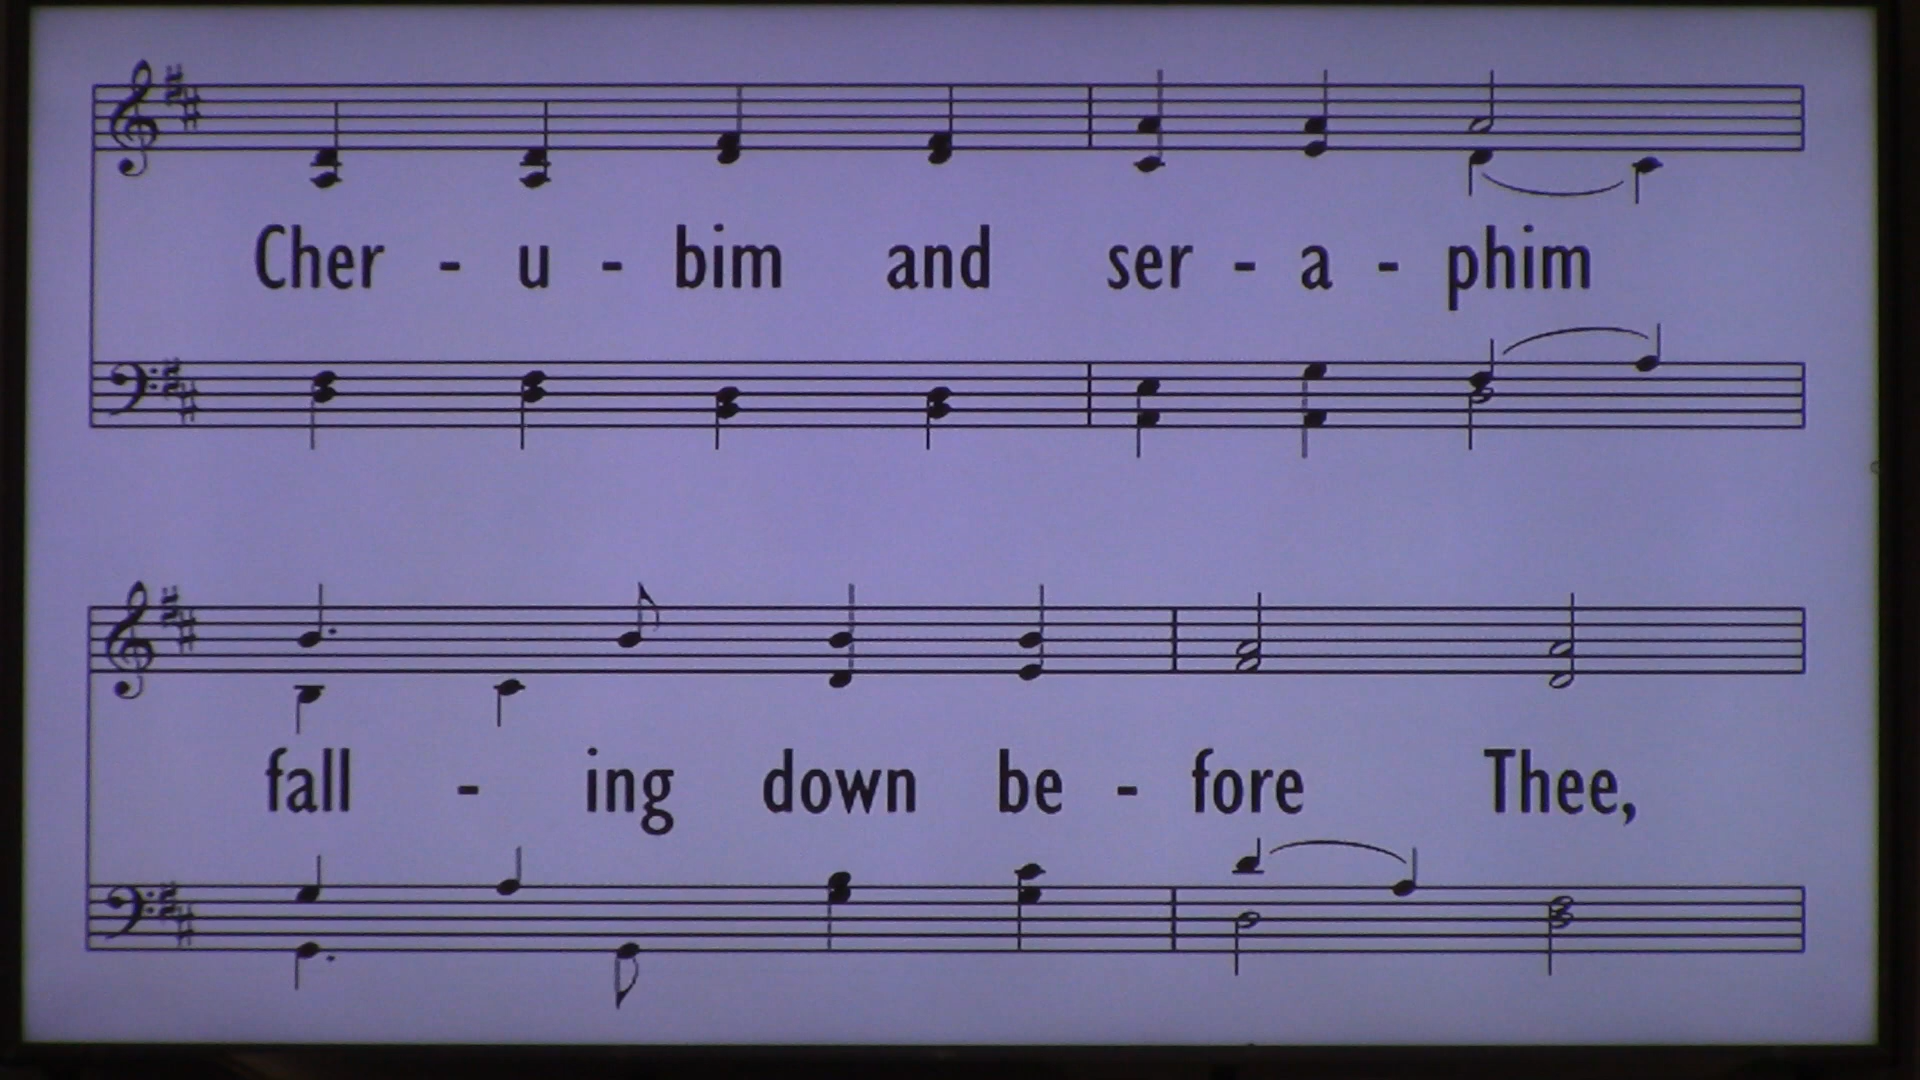 Cher - u - bim and ser - a - phim
fall - ing down be - fore Thee,